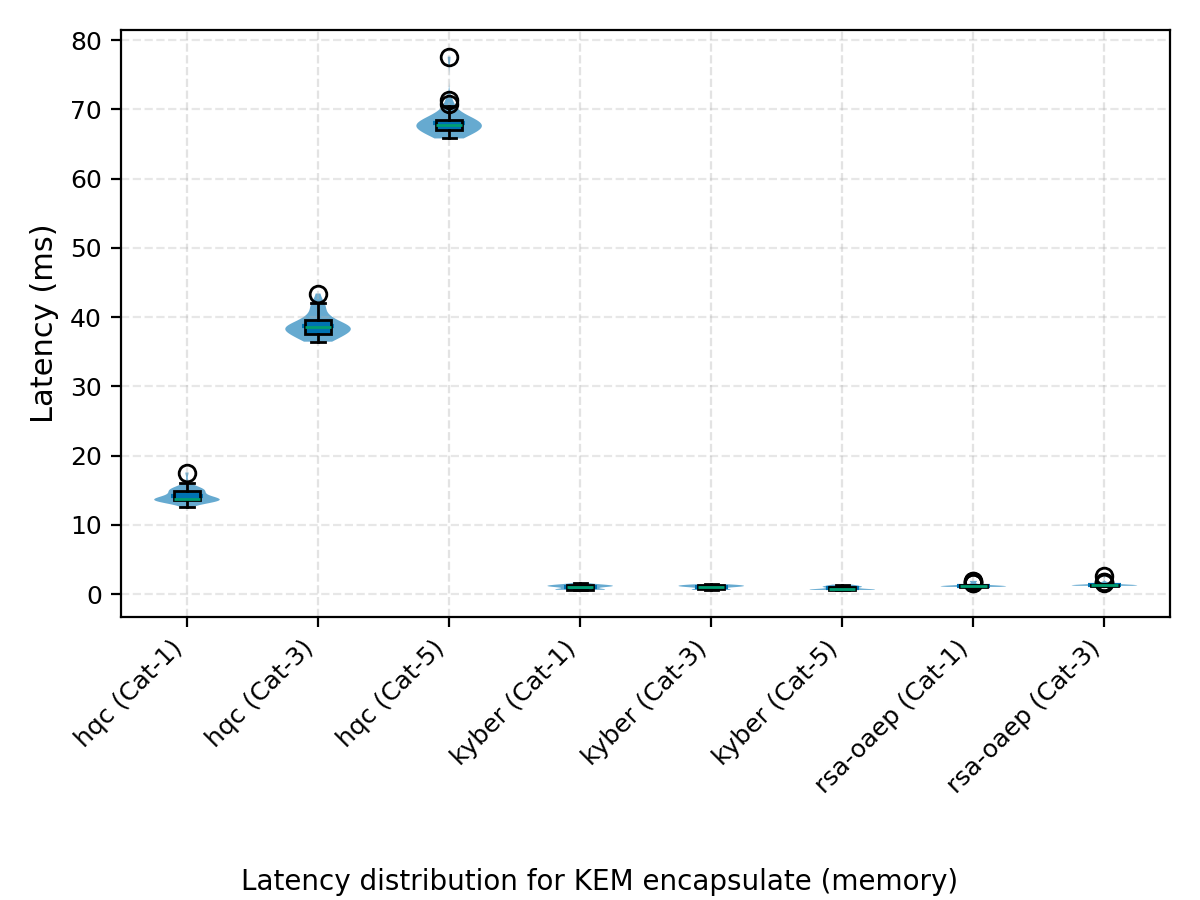 80
70
60
50
40
30
20
10
0
Latency (ms)
hqc (Cat-1)
hqc (Cat-3)
hqc (Cat-5)
kyber (Cat-1)
kyber (Cat-3)
kyber (Cat-5)
rsa-oaep (Cat-1)
rsa-oaep (Cat-3)
Latency distribution for KEM encapsulate (memory)